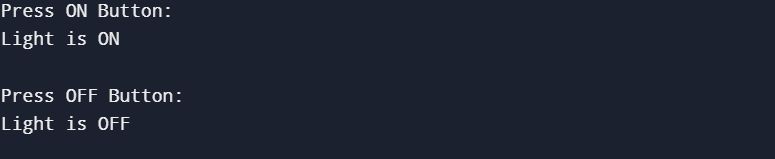 Press ON Button:
Light is ON
Press OFF Button:
Light is OFF